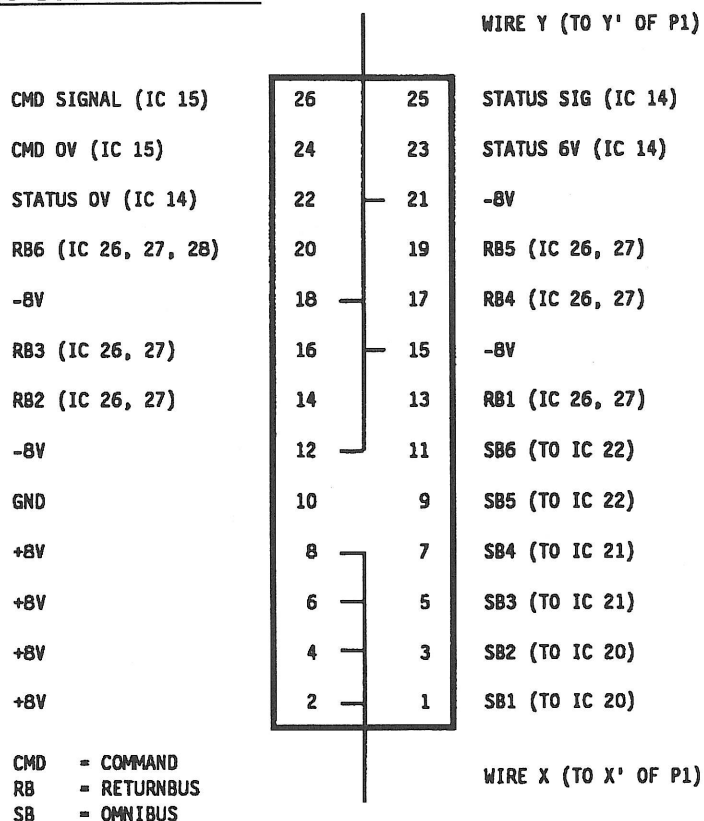 WIRE Y (TO Y' OF P1)
CMD SIGNAL (IC 15) 26 25 STATUS SIG (IC 14)
CMD 0V (IC 15) 24 23 STATUS 6V (IC 14)
STATUS 0V (IC 14) 22 21 -8V
RB6 (IC 26, 27, 28) 20 19 RB5 (IC 26, 27)
-8V 18 17 RB4 (IC 26, 27)
RB3 (IC 26, 27) 16 15 -8V
RB2 (IC 26, 27) 14 13 RB1 (IC 26, 27)
-8V 12 11 SB6 (TO IC 22)
GND 10 9 SB5 (TO IC 22)
+8V 8 7 SB4 (TO IC 21)
+8V 6 5 SB3 (TO IC 21)
+8V 4 3 SB2 (TO IC 20)
+8V 2 1 SB1 (TO IC 20)
CMD = COMMAND
RB = RETURNBUS
SB = OMNIBUS
WIRE X (TO X' OF P1)